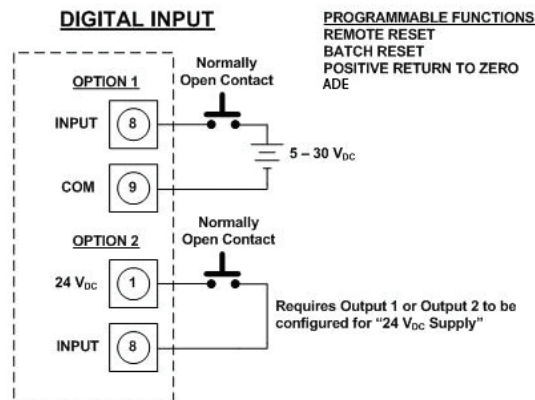 DIGITAL INPUT
PROGRAMMABLE FUNCTIONS
REMOTE RESET
BATCH RESET
POSITIVE RETURN TO ZERO
ADE
OPTION 1
Normally
Open Contact
INPUT
8
5 – 30 VDC
COM
9
OPTION 2
Normally
Open Contact
24 VDC
1
Requires Output 1 or Output 2 to be
configured for “24 VDC Supply”
INPUT
8